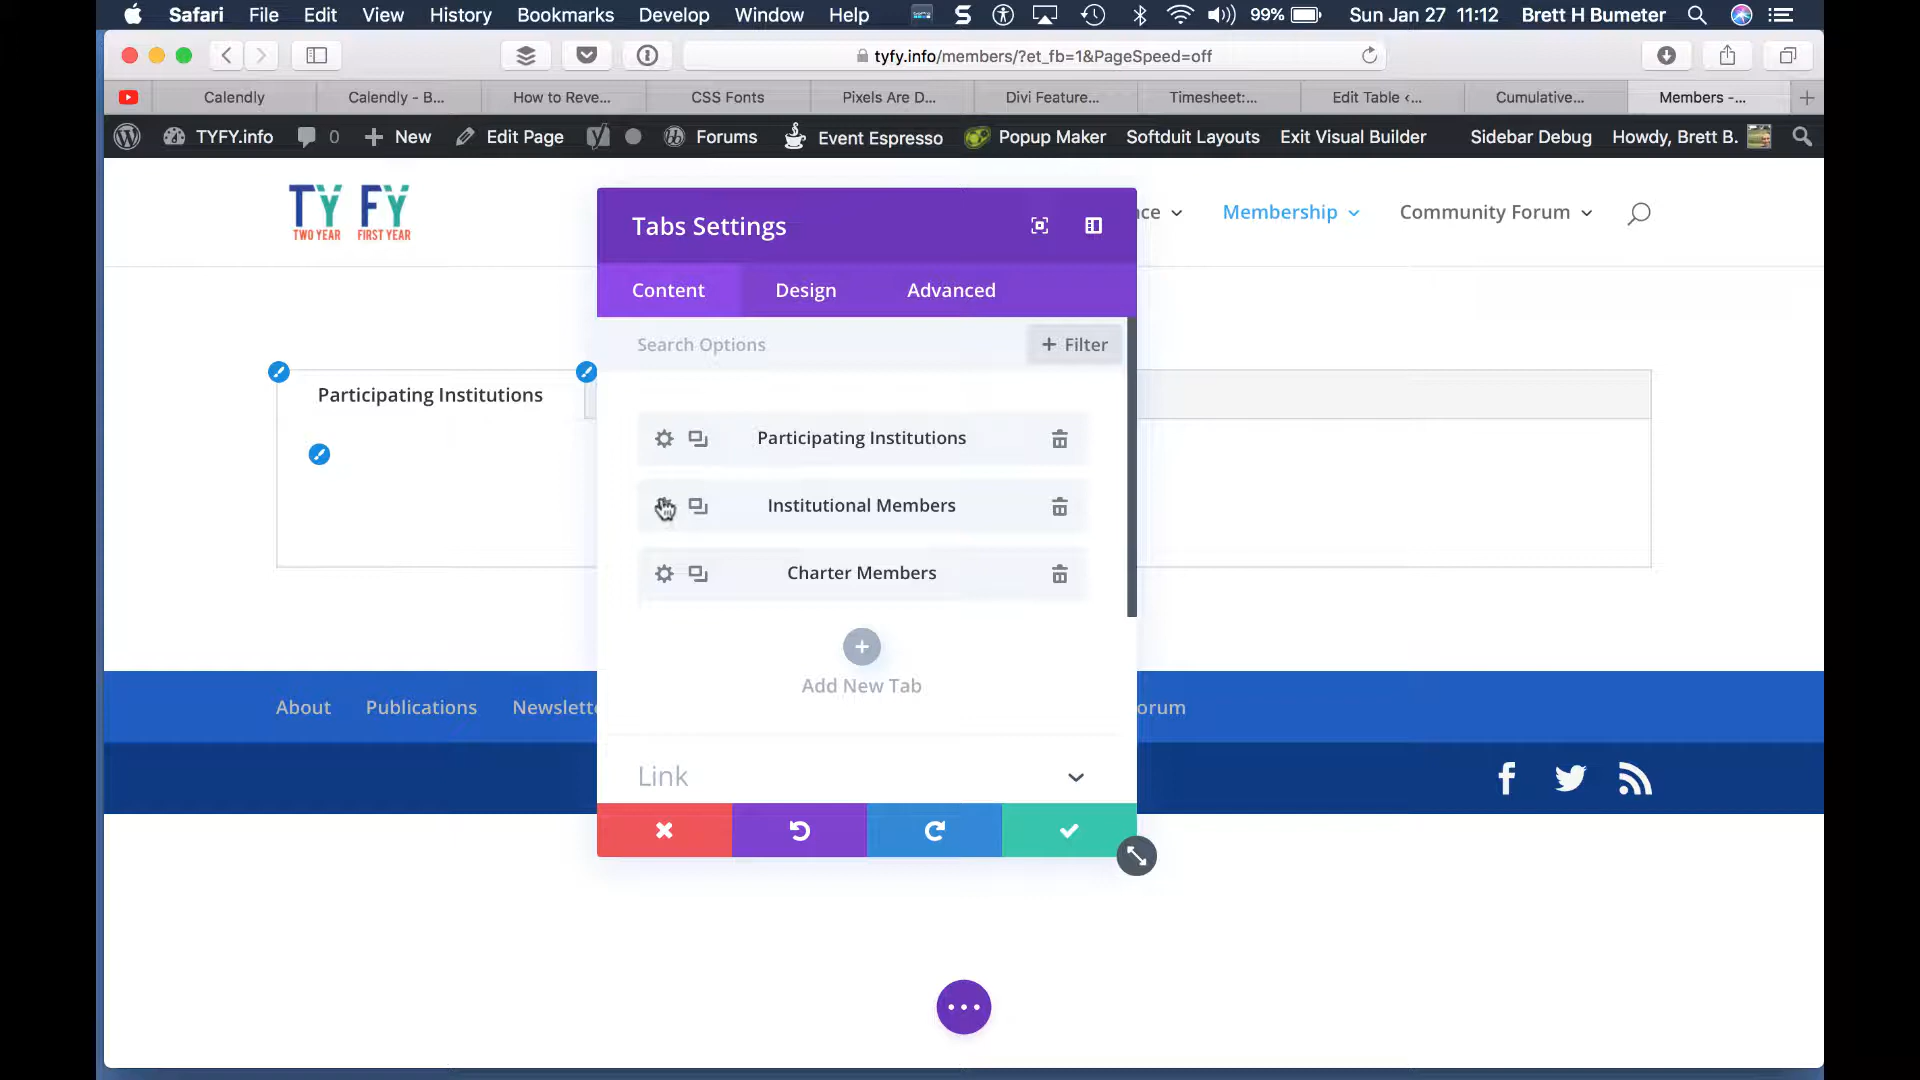 Safari File Edit View History Bookmarks Develop Window Help 99% Sun Jan 27 11:12 Brett H Bumeter
tyfy.info/members/?et_fb=1&PageSpeed=off
Calendly Calendly - B... How to Reve... CSS Fonts Pixels Are D... Divi Feature... Timesheet:... Edit Table ‹... Cumulative... Members -...
TYFY.info 0 New Edit Page Forums Event Espresso Popup Maker Softduit Layouts Exit Visual Builder Sidebar Debug Howdy, Brett B.
TY FY
TWO YEAR FIRST YEAR
nce Membership Community Forum
Tabs Settings
Content Design Advanced
Search Options
+ Filter
Participating Institutions
Participating Institutions
Institutional Members
Charter Members
Add New Tab
Link
About Publications Newslette orum